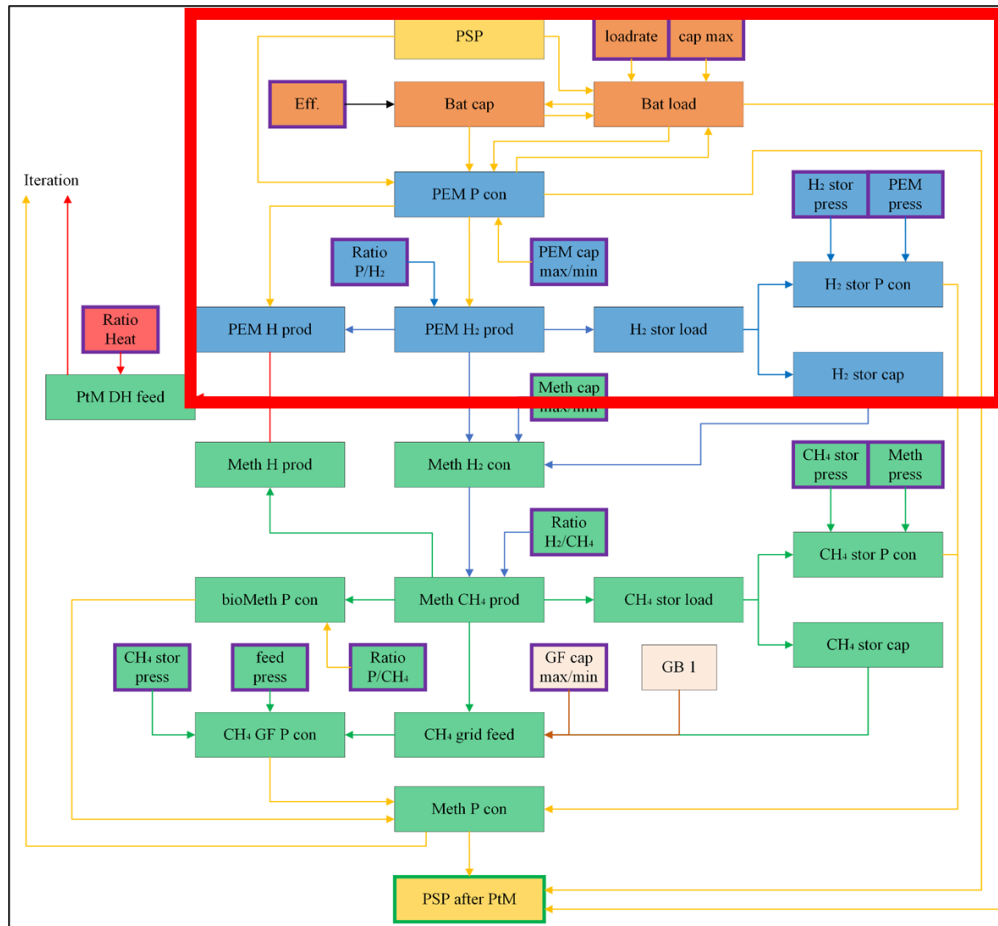 PSP
loadrate
cap max
Eff.
Bat cap
Bat load
Iteration
PEM P con
H₂ stor
press
PEM
press
Ratio
P/H₂
PEM cap
max/min
H₂ stor P con
Ratio
Heat
PEM H prod
PEM H₂ prod
H₂ stor load
H₂ stor cap
PtM DH feed
Meth cap
max/min
Meth H prod
Meth H₂ con
CH₄ stor
press
Meth
press
Ratio
H₂/CH₄
CH₄ stor P con
bioMeth P con
Meth CH₄ prod
CH₄ stor load
CH₄ stor cap
CH₄ stor
press
feed
press
Ratio
P/CH₄
GF cap
max/min
GB 1
CH₄ GF P con
CH₄ grid feed
Meth P con
PSP after PtM